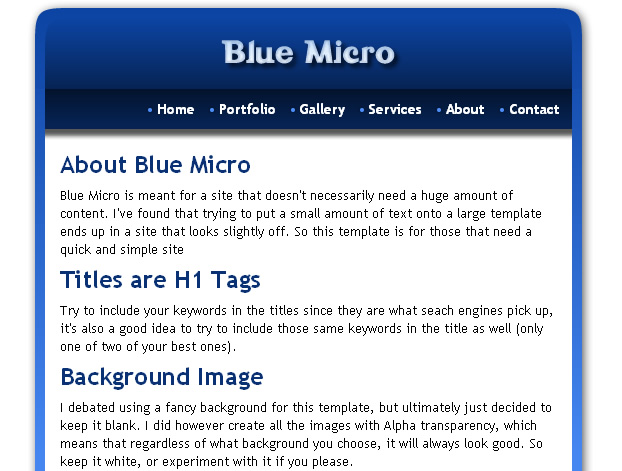 Blue Micro
• Home • Portfolio • Gallery • Services • About • Contact
About Blue Micro
Blue Micro is meant for a site that doesn't necessarily need a huge amount of
content. I've found that trying to put a small amount of text onto a large template
ends up in a site that looks slightly off. So this template is for those that need a
quick and simple site
Titles are H1 Tags
Try to include your keywords in the titles since they are what seach engines pick up,
it's also a good idea to try to include those same keywords in the title as well (only
one of two of your best ones).
Background Image
I debated using a fancy background for this template, but ultimately just decided to
keep it blank. I did however create all the images with Alpha transparency, which
means that regardless of what background you choose, it will always look good. So
keep it white, or experiment with it if you please.